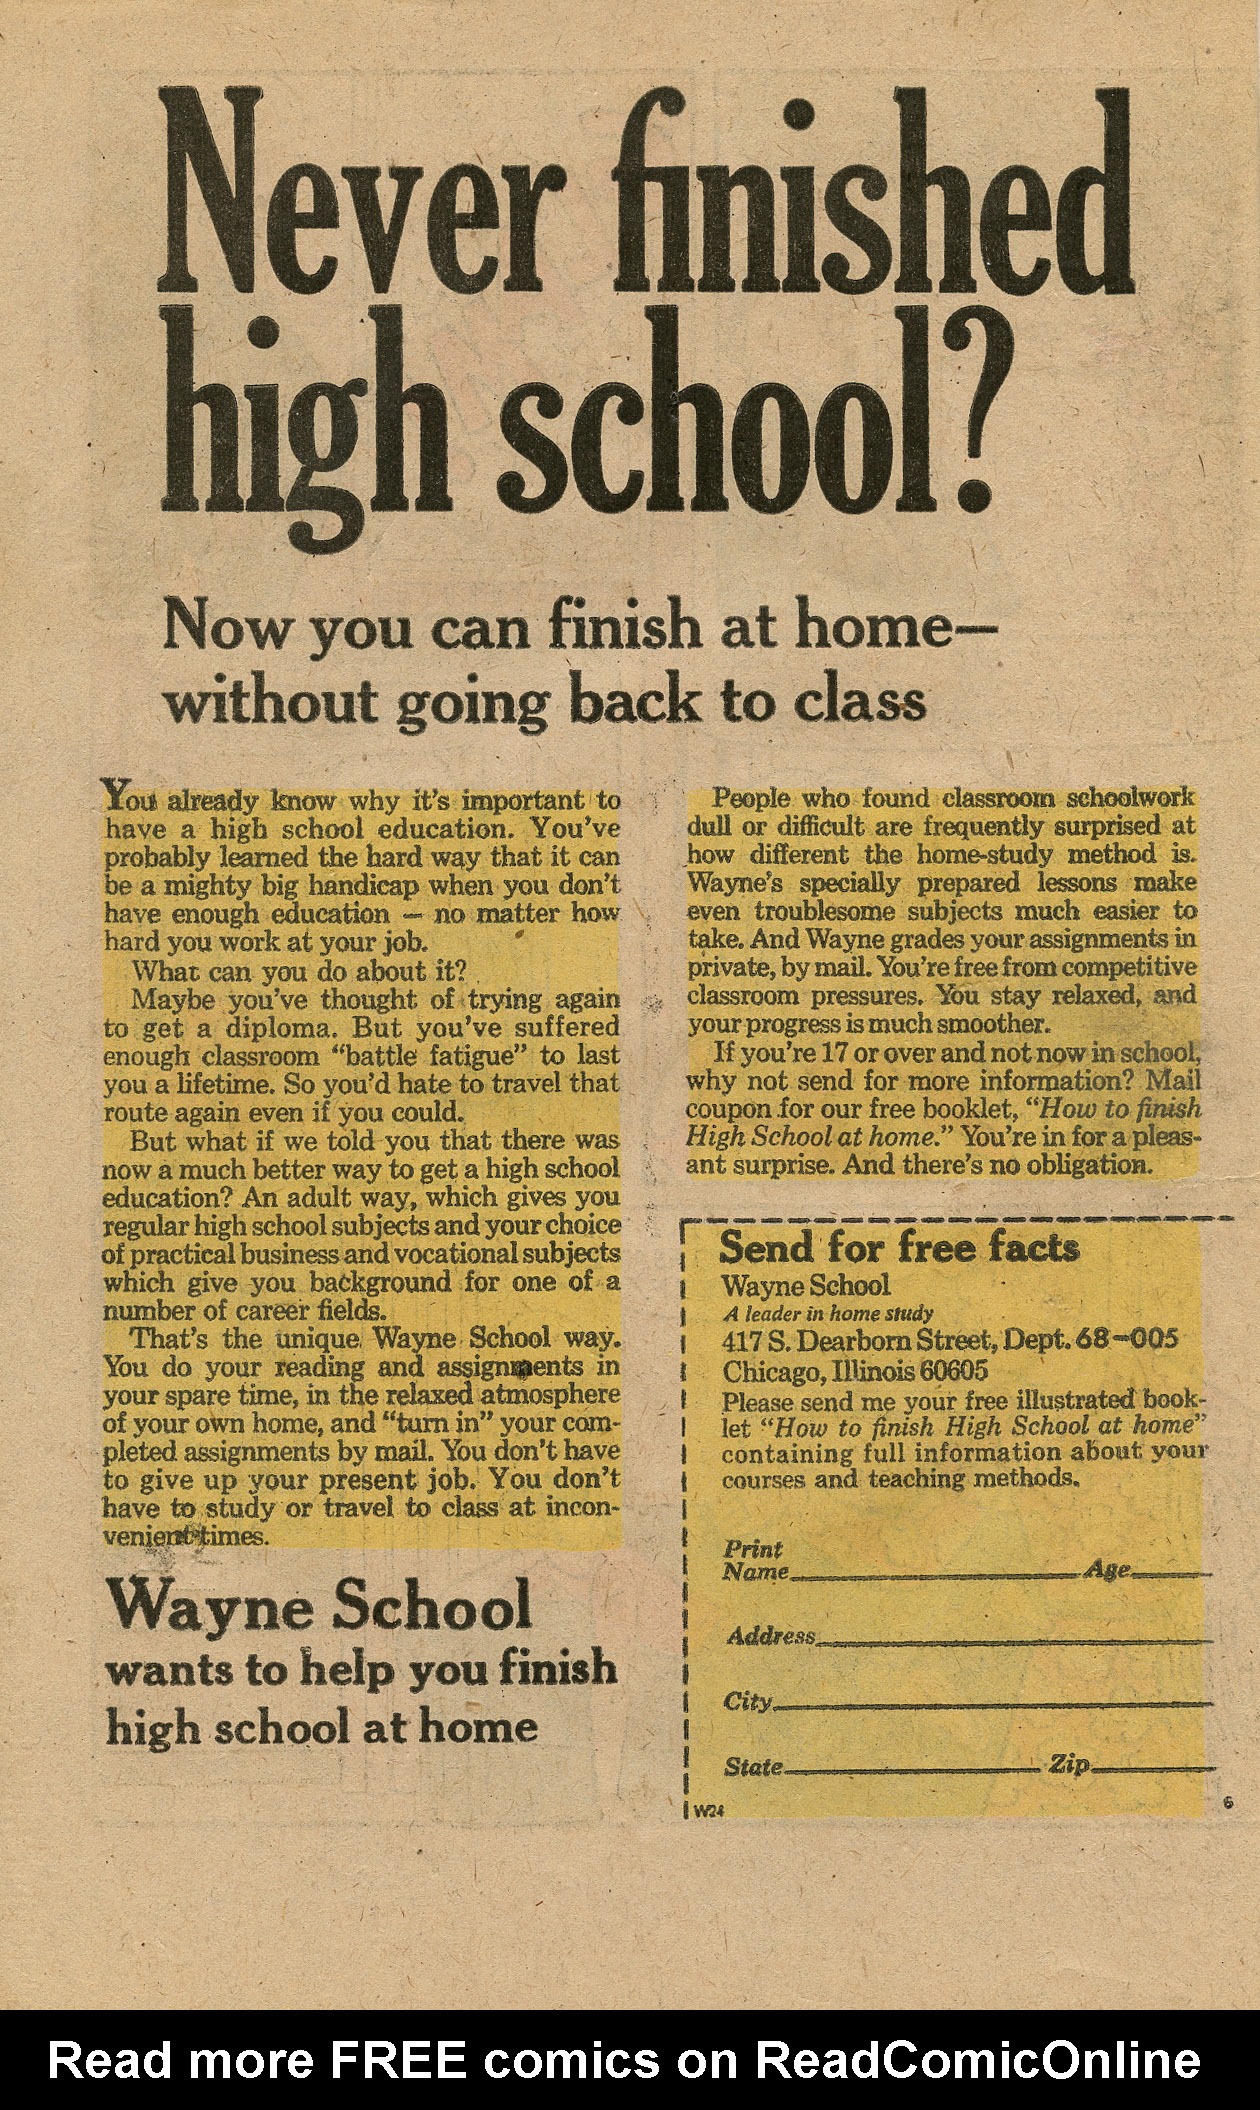 Never finished
high school?
Now you can finish at home—
without going back to class
You already know why it's important to
have a high school education. You've
probably learned the hard way that it can
be a mighty big handicap when you don't
have enough education — no matter how
hard you work at your job.
What can you do about it?
Maybe you've thought of trying again
to get a diploma. But you've suffered
enough classroom "battle fatigue" to last
you a lifetime. So you'd hate to travel that
route again even if you could.
But what if we told you that there was
now a much better way to get a high school
education? An adult way, which gives you
regular high school subjects and your choice
of practical business and vocational subjects
which give you background for one of a
number of career fields.
That's the unique Wayne School way.
You do your reading and assignments in
your spare time, in the relaxed atmosphere
of your own home, and "turn in" your com-
pleted assignments by mail. You don't have
to give up your present job. You don't
have to study or travel to class at incon-
venient times.
Wayne School
wants to help you finish
high school at home
People who found classroom schoolwork
dull or difficult are frequently surprised at
how different the home-study method is.
Wayne's specially prepared lessons make
even troublesome subjects much easier to
take. And Wayne grades your assignments in
private, by mail. You're free from competitive
classroom pressures. You stay relaxed, and
your progress is much smoother.
If you're 17 or over and not now in school,
why not send for more information? Mail
coupon for our free booklet, "How to finish
High School at home." You're in for a pleas-
ant surprise. And there's no obligation.
Send for free facts
Wayne School
A leader in home study
417 S. Dearborn Street, Dept. 68-005
Chicago, Illinois 60605
Please send me your free illustrated book-
let "How to finish High School at home"
containing full information about your
courses and teaching methods.
Print
Name Age
Address
City
State Zip
W24 6
Read more FREE comics on ReadComicOnline